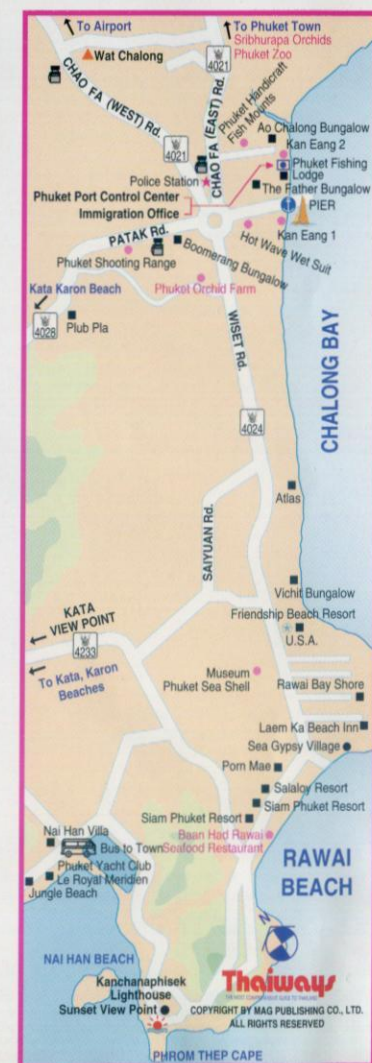 To Airport
To Phuket Town
Sribhurapa Orchids
Phuket Zoo
Wat Chalong
4021
CHAO FA (WEST) Rd.
CHAO FA (EAST) Rd.
Phuket Handicraft
Fish Mounts
4021
Ao Chalong Bungalow
Kan Eang 2
Phuket Fishing
Lodge
Police Station
The Father Bungalow
Phuket Port Control Center
Immigration Office
PIER
PATAK Rd.
Boomerang Bungalow
Hot Wave Wet Suit
Kan Eang 1
Phuket Shooting Range
Kata Karon Beach
Phuket Orchid Farm
4028
Plub Pla
WISET Rd.
CHALONG BAY
4024
Atlas
SAIYUAN Rd.
Vichit Bungalow
KATA
VIEW POINT
Friendship Beach Resort
U.S.A.
4233
To Kata, Karon
Beaches
Museum
Phuket Sea Shell
Rawai Bay Shore
Laem Ka Beach Inn
Sea Gypsy Village
Porn Mae
Salaloy Resort
Siam Phuket Resort
Siam Phuket Resort
Nai Han Villa
Bus to Town
Baan Had Rawai
Seafood Restaurant
Phuket Yacht Club
Le Royal Meridien
Jungle Beach
RAWAI
BEACH
N
NAI HAN BEACH
Kanchanaphisek
Lighthouse
Sunset View Point
Thaiways
COPYRIGHT BY MAG PUBLISHING CO., LTD.
ALL RIGHTS RESERVED
PHROM THEP CAPE